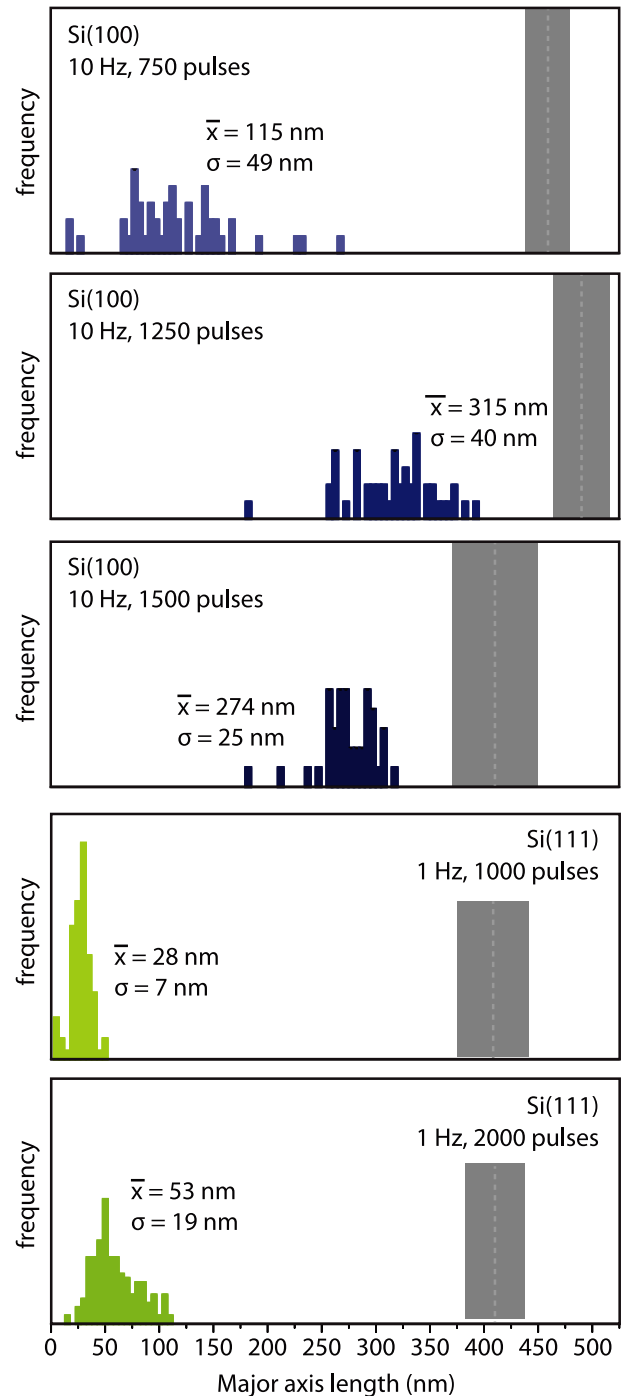 Si(100)
10 Hz, 750 pulses
x̅ = 115 nm
σ = 49 nm
frequency
Si(100)
10 Hz, 1250 pulses
x̅ = 315 nm
σ = 40 nm
frequency
Si(100)
10 Hz, 1500 pulses
x̅ = 274 nm
σ = 25 nm
frequency
Si(111)
1 Hz, 1000 pulses
x̅ = 28 nm
σ = 7 nm
frequency
Si(111)
1 Hz, 2000 pulses
x̅ = 53 nm
σ = 19 nm
frequency
0 50 100 150 200 250 300 350 400 450 500
Major axis length (nm)